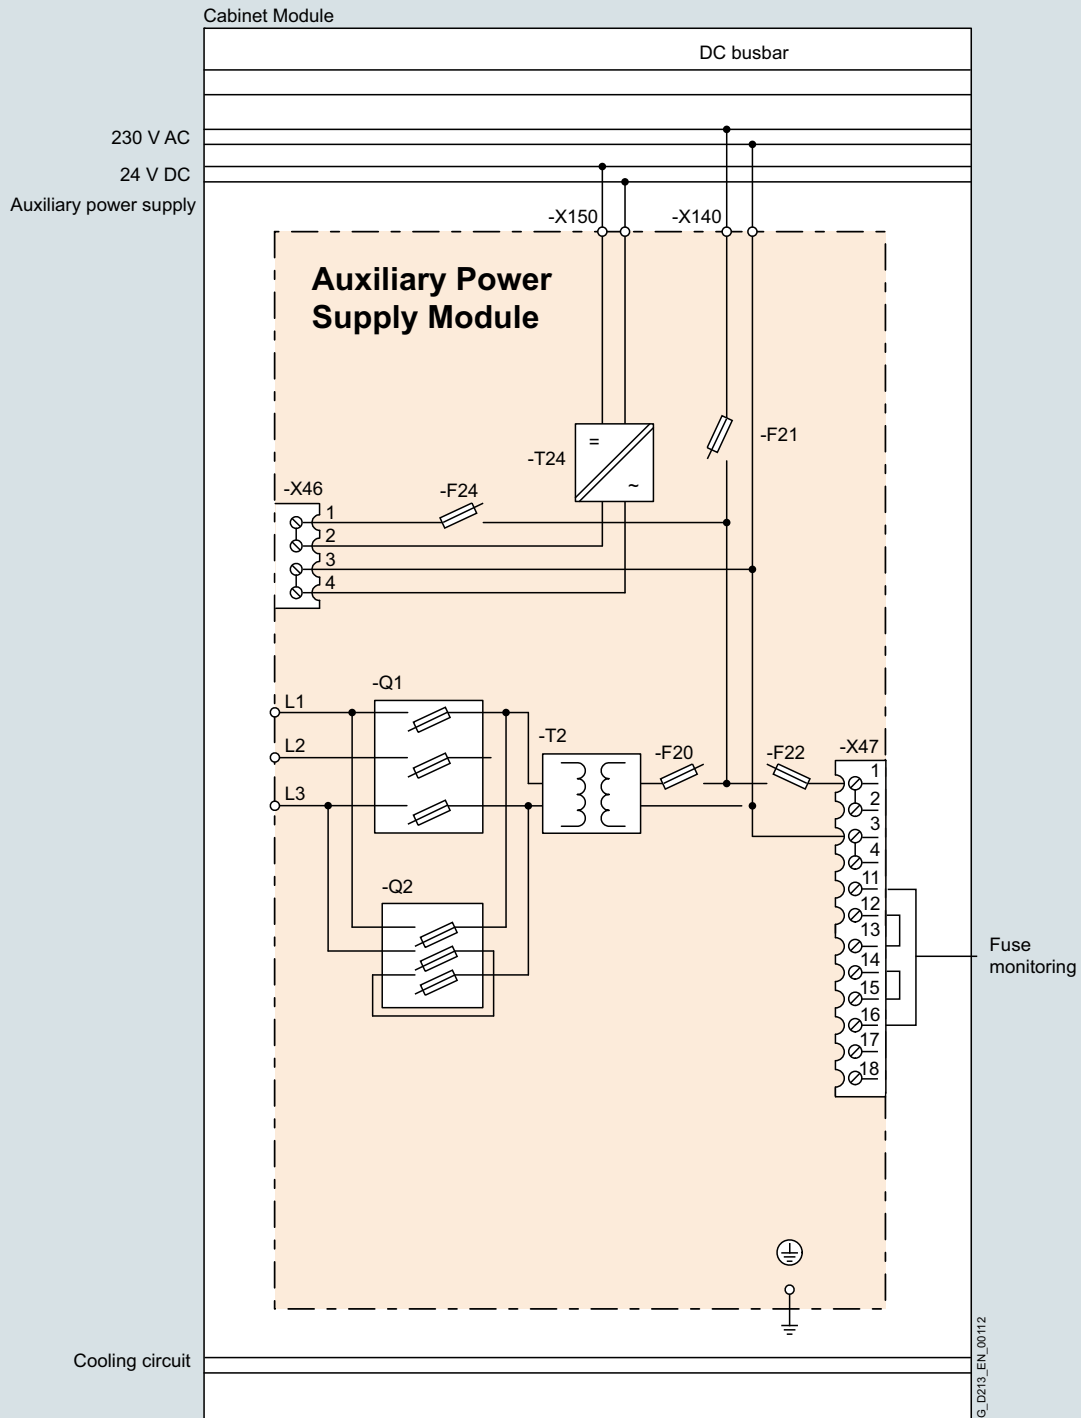 Cabinet Module
DC busbar
230 V AC
24 V DC
Auxiliary power supply
-X150
-X140
Auxiliary Power
Supply Module
=
~
-T24
-F21
-X46
-F24
1
2
3
4
-Q1
L1
L2
L3
-T2
-F20
-F22
-X47
1
2
3
4
11
12
13
14
15
16
17
18
-Q2
Fuse
monitoring
Cooling circuit
G_D213_EN_00112